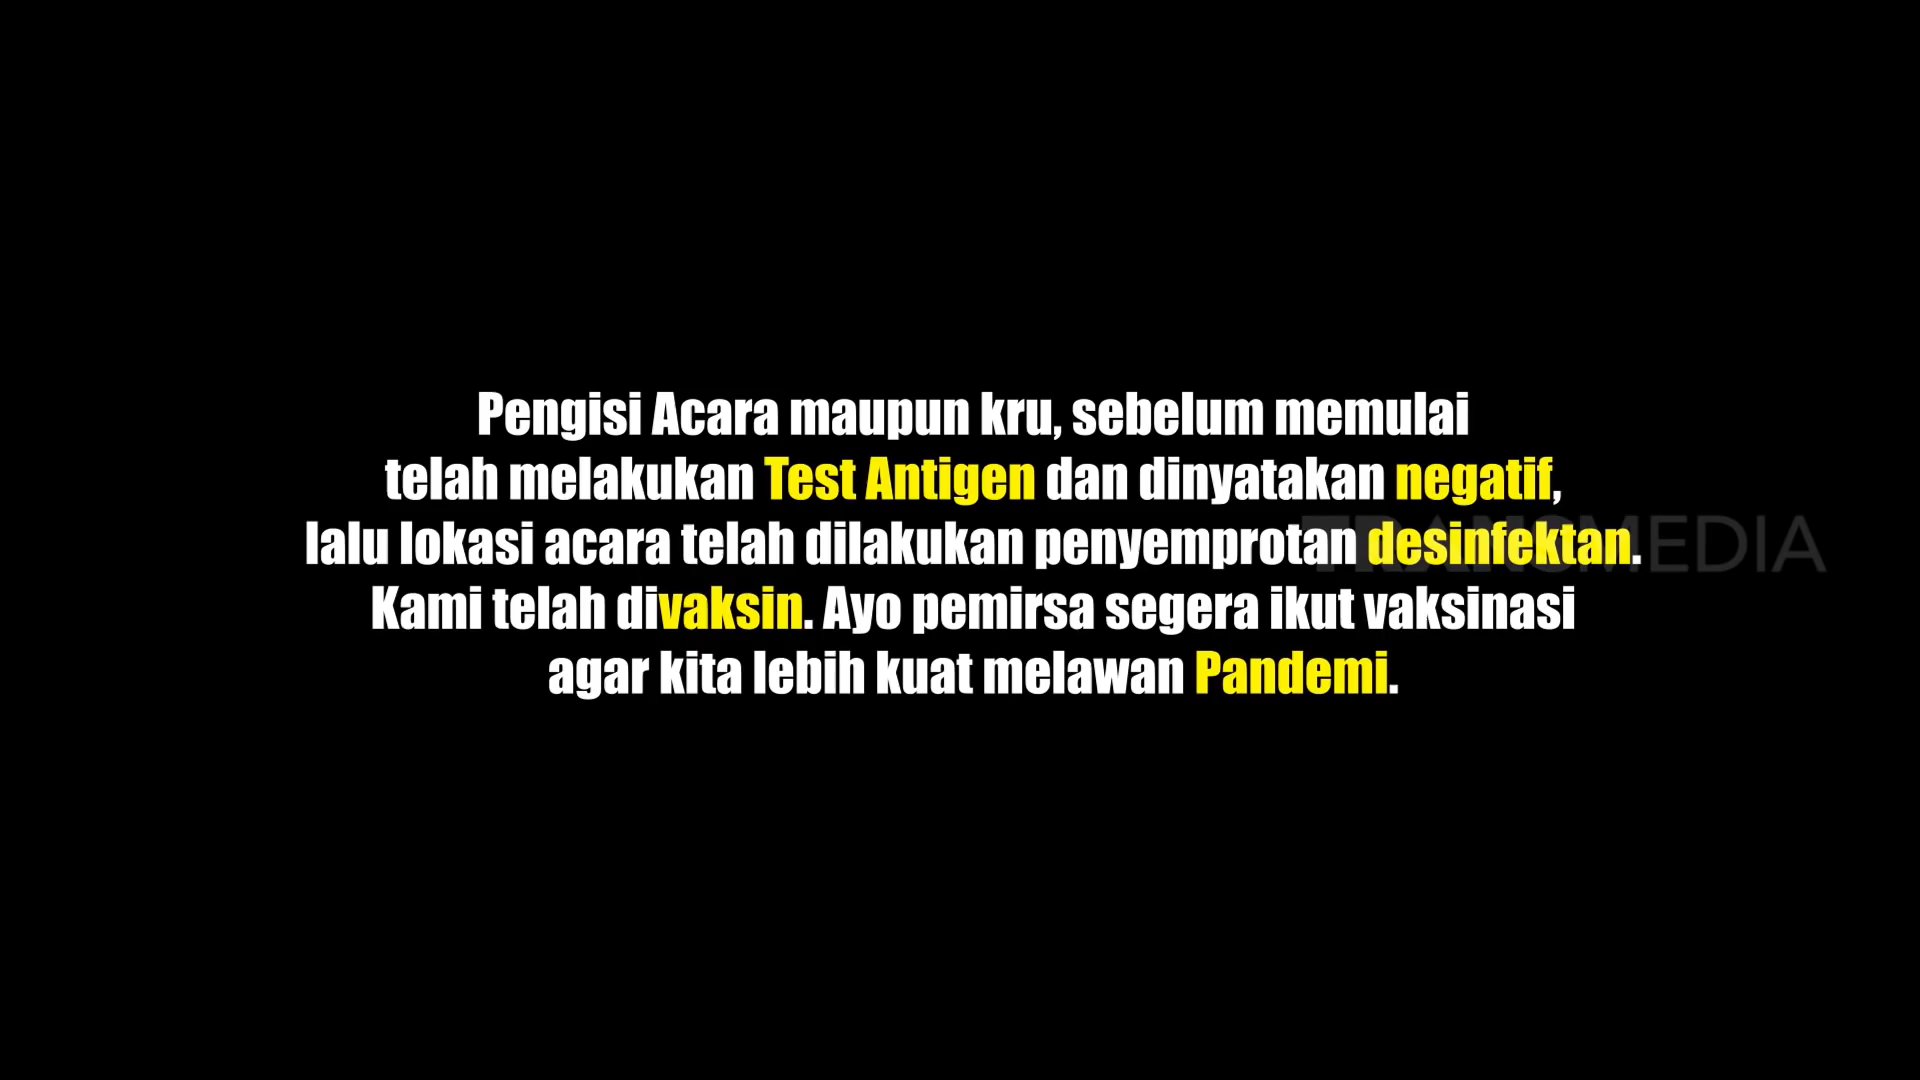 Pengisi Acara maupun kru, sebelum memulai
telah melakukan Test Antigen dan dinyatakan negatif,
lalu lokasi acara telah dilakukan penyemprotan desinfektan.
Kami telah divaksin. Ayo pemirsa segera ikut vaksinasi
agar kita lebih kuat melawan Pandemi.
TRANSMEDIA